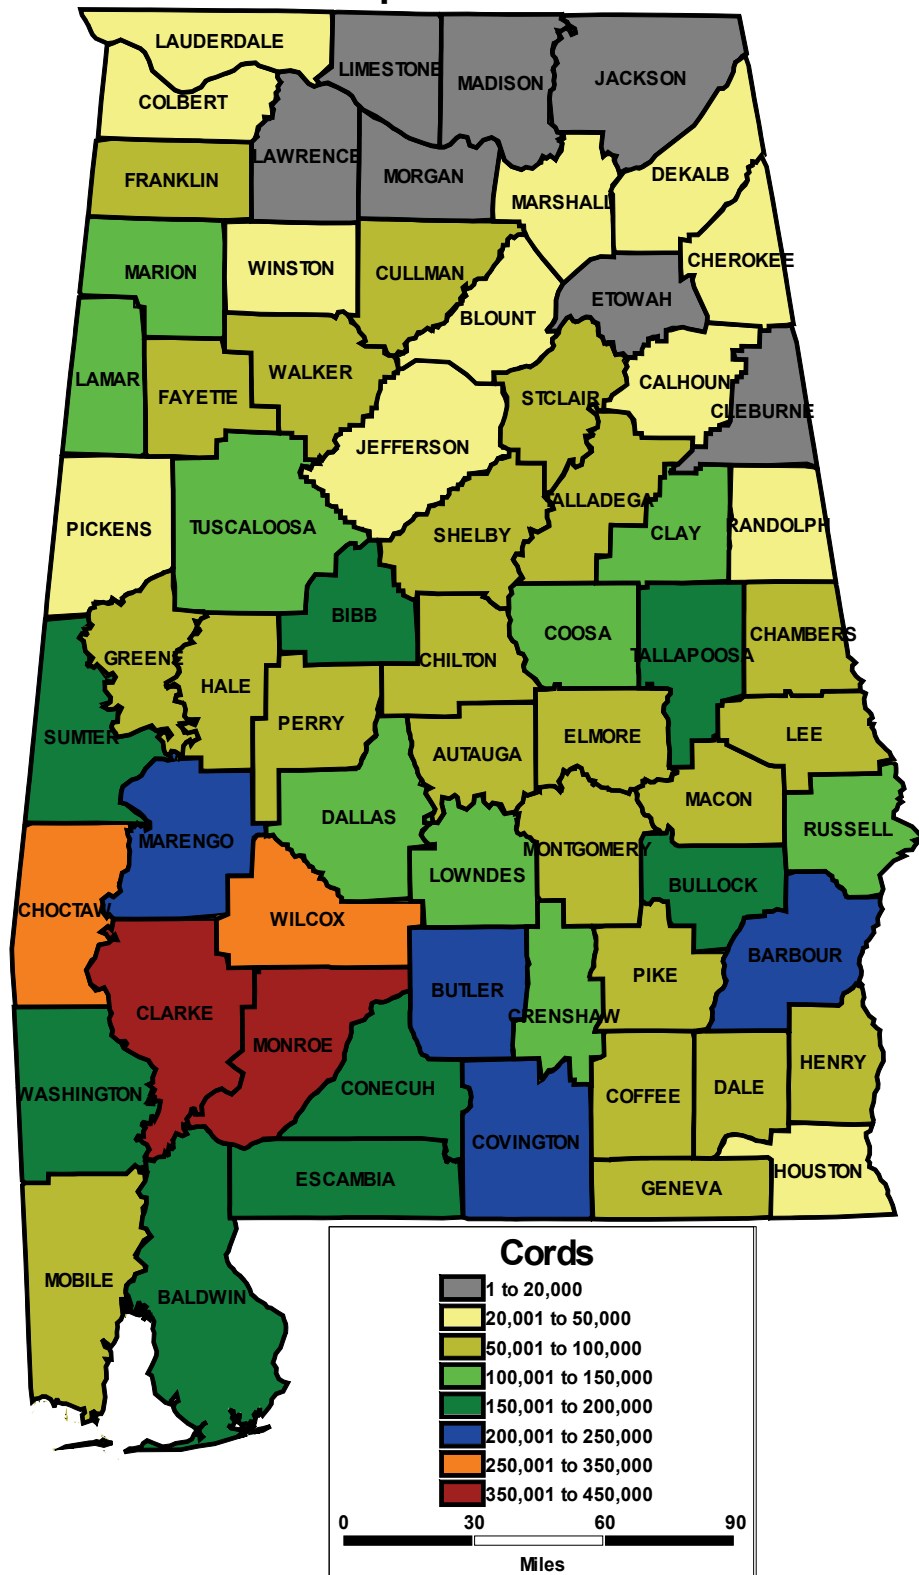 LAUDERDALE
LIMESTONE
MADISON
JACKSON
COLBERT
LAWRENCE
MORGAN
FRANKLIN
MARSHALL
DEKALB
MARION
WINSTON
CULLMAN
CHEROKEE
BLOUNT
ETOWAH
LAMAR
FAYETTE
WALKER
STCLAIR
CALHOUN
CLEBURNE
JEFFERSON
PICKENS
TUSCALOOSA
SHELBY
ALLADEGA
CLAY
RANDOLPH
BIBB
COOSA
TALLAPOOSA
CHAMBERS
GREENE
HALE
CHILTON
SUMTER
PERRY
AUTAUGA
ELMORE
LEE
MACON
RUSSELL
DALLAS
MARENGO
MONTGOMERY
LOWNDES
BULLOCK
CHOCTAW
WILCOX
BARBOUR
BUTLER
PIKE
CLARKE
CRENSHAW
MONROE
HENRY
WASHINGTON
CONECUH
COFFEE
DALE
COVINGTON
ESCAMBIA
HOUSTON
GENEVA
MOBILE
BALDWIN
Cords
1 to 20,000
20,001 to 50,000
50,001 to 100,000
100,001 to 150,000
150,001 to 200,000
200,001 to 250,000
250,001 to 350,000
350,001 to 450,000
0 30 60 90
Miles